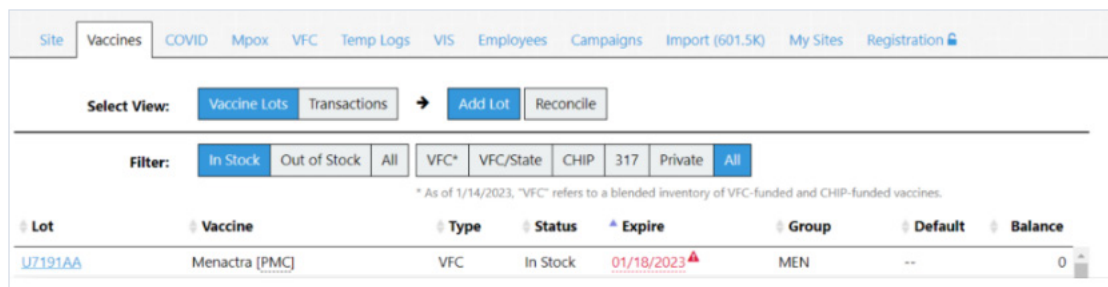 Site Vaccines COVID Mpox VFC Temp Logs VIS Employees Campaigns Import (601.5K) My Sites Registration
Select View: Vaccine Lots Transactions → Add Lot Reconcile
Filter: In Stock Out of Stock All VFC* VFC/State CHIP 317 Private All
* As of 1/14/2023, "VFC" refers to a blended inventory of VFC-funded and CHIP-funded vaccines.
Lot Vaccine Type Status Expire Group Default Balance
U7191AA Menactra [PMC] VFC In Stock 01/18/2023 MEN -- 0